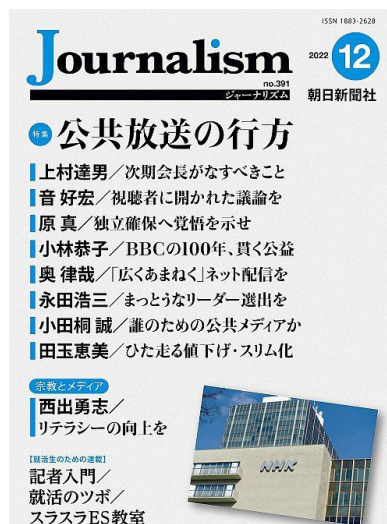 ISSN 1883-2628
Journalism
2022 12
no.391
ジャーナリズム
朝日新聞社
特集 公共放送の行方
上村達男／次期会長がなすべきこと
音 好宏／視聴者に開かれた議論を
原 真／独立確保へ覚悟を示せ
小林恭子／BBCの100年、貫く公益
奥 律哉／「広くあまねく」ネット配信を
永田浩三／まっとうなリーダー選出を
小田桐 誠／誰のための公共メディアか
田玉恵美／ひた走る値下げ・スリム化
宗教とメディア
西出勇志／
リテラシーの向上を
NHK
【就活生のための連載】
記者入門／
就活のツボ／
スラスラES教室